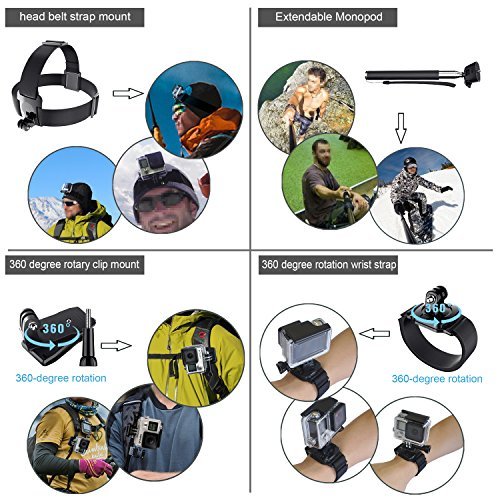 head belt strap mount
Extendable Monopod
360 degree rotary clip mount
360°
360-degree rotation
360 degree rotation wrist strap
360°
360-degree rotation